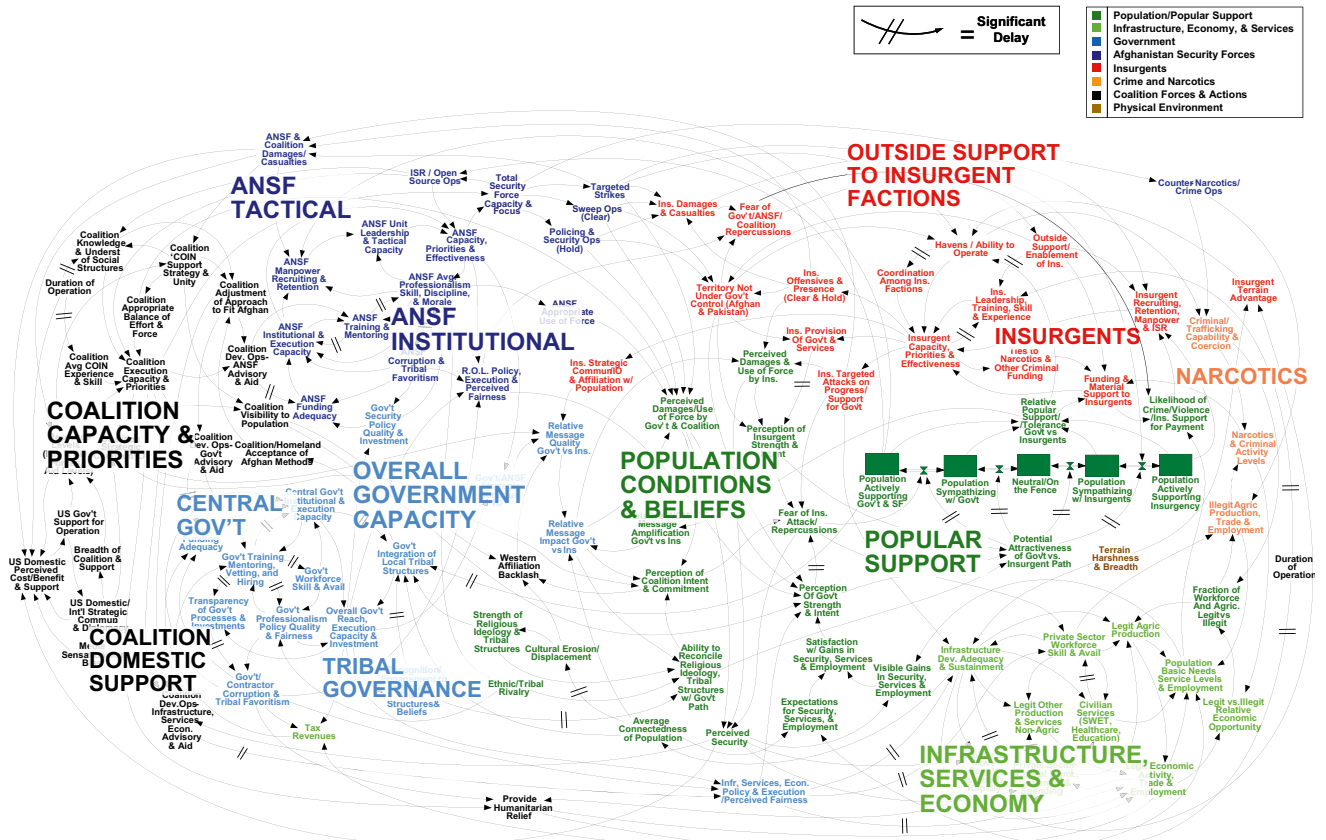 Significant
Delay
=
Population/Popular Support
Infrastructure, Economy, & Services
Government
Afghanistan Security Forces
Insurgents
Crime and Narcotics
Coalition Forces & Actions
Physical Environment
ANSF &
Coalition
Damages/
Casualties
ANSF
TACTICAL
ISR / Open
Source Ops
Total
Security
Force
Capacity &
Focus
Targeted
Strikes
Sweep Ops
(Clear)
Policing &
Security Ops
(Hold)
Ins. Damages
& Casualties
Fear of
Gov't/ANSF/
Coalition
Repercussions
OUTSIDE SUPPORT
TO INSURGENT
FACTIONS
Counter-Narcotics/
Crime Ops
Coalition
Knowledge
& Underst
of Social
Structures
Duration of
Operation
Coalition
COIN
Support
Strategy &
Unity
Coalition
Adjustment
of Approach
to Fit Afghan
ANSF
Manpower
Recruiting &
Retention
ANSF Unit
Leadership
& Tactical
Capacity
ANSF
Capacity,
Priorities &
Effectiveness
ANSF Avg
Professionalism
Skill, Discipline,
& Morale
ANSF
Appropriate
Use of Force
Coalition
Appropriate
Balance of
Effort &
Force
ANSF
Institutional &
Execution
Capacity
ANSF
Training &
Mentoring
ANSF
INSTITUTIONAL
Corruption &
Tribal
Favoritism
R.O.L. Policy,
Execution &
Perceived
Fairness
Coalition
Avg COIN
Experience
& Skill
Coalition
Execution
Capacity &
Priorities
Coalition
Dev. Ops-
ANSF
Advisory
& Aid
Coalition
Visibility to
Population
ANSF
Funding
Adequacy
Gov't
Security
Policy
Quality &
Investment
Territory Not
Under Gov't
Control (Afghan
& Pakistan)
Ins.
Offensives &
Presence
(Clear & Hold)
Havens / Ability to
Operate
Outside
Support/
Enablement
of Ins.
Coordination
Among Ins.
Factions
Ins.
Leadership,
Training, Skill
& Experience
Insurgent
Recruiting,
Retention,
Manpower
& ISR
Insurgent
Terrain
Advantage
Criminal/
Trafficking
Capability &
Coercion
INSURGENTS
Insurgent
Capacity,
Priorities &
Effectiveness
Ties to
Narcotics &
Other Criminal
Funding
Funding &
Material
Support to
Insurgents
NARCOTICS
Ins. Provision
Of Gov't &
Services
Perceived
Damages &
Use of Force
by Ins.
Ins. Targeted
Attacks on
Progress/
Support
for Govt
Ins. Strategic
CommunIO
& Affiliation w/
Population
Perceived
Damages/Use
of Force by
Gov't & Coalition
Perception of
Insurgent
Strength &
Relative
Popular
Support/
Tolerance
Govt vs
Insurgents
Likelihood of
Crime/Violence
/Ins. Support
for Payment
Narcotics
& Criminal
Activity
Levels
COALITION
CAPACITY &
PRIORITIES
Coalition
Dev. Ops-
Gov't
Advisory
& Aid
Coalition/Homeland
Acceptance of
Afghan Methods
Relative
Message
Quality
Gov't vs Ins.
OVERALL
GOVERNMENT
CAPACITY
POPULATION
CONDITIONS
& BELIEFS
Population
Actively
Supporting
Gov't & SF
Population
Sympathizing
w/ Gov't
Neutral/On
the Fence
Population
Sympathizing
w/ Insurgents
Population
Actively
Supporting
Insurgency
CENTRAL
GOV'T
Central Gov't
Institutional &
Execution
Capacity
Funding
Adequacy
US Gov't
Support for
Operation
Breadth of
Coalition &
Support
US Domestic
Perceived
Cost/Benefit
& Support
US Domestic/
Int'l Strategic
Commun
Gov't Training
Mentoring,
Vetting, and
Hiring
Gov't
Workforce
Skill & Avail
Gov't
Integration of
Local Tribal
Structures
Western
Affiliation
Backlash
Relative
Message
Impact Gov't
vs Ins
Message
Amplification
Gov't vs Ins
Fear of Ins.
Attack/
Repercussions
POPULAR
SUPPORT
Potential
Attractiveness
of Govt vs.
Insurgent Path
Terrain
Harshness
& Breadth
Illegit Agric
Production,
Trade &
Employment
Duration
of
Operation
Fraction of
Workforce
And Agric.
Legit vs
Illegit
Perception of
Coalition Intent
& Commitment
Perception
Of Gov't
Strength
& Intent
Transparency
of Gov't
Processes &
Investments
Gov't
Professionalism
Policy Quality
& Fairness
Overall Gov't
Reach,
Execution
Capacity &
Investment
Strength of
Religious
Ideology &
Tribal
Structures
Cultural Erosion/
Displacement
Ethnic/Tribal
Rivalry
Ability to
Reconcile
Religious
Ideology,
Tribal
Structures
w/ Gov't
Path
Satisfaction
w/ Gains in
Security, Services
& Employment
Visible Gains
In Security,
Services &
Employment
Infrastructure
Dev. Adequacy
& Sustainment
Private Sector
Workforce
Skill & Avail
Legit Agric
Production
Population
Basic Needs
Service Levels
& Employment
COALITION
DOMESTIC
SUPPORT
Coalition
Dev.Ops-
Infrastructure,
Services,
Econ.
Advisory
& Aid
Gov't/
Contractor
Corruption &
Tribal Favoritism
TRIBAL
GOVERNANCE
Structures&
Beliefs
Tax
Revenues
Average
Connectedness
of Population
Perceived
Security
Expectations
for Security,
Services, &
Employment
Legit Other
Production
& Services
Non-Agric
Civilian
Services
(SWET,
Healthcare,
Education)
Legit vs.Illegit
Relative
Economic
Opportunity
INFRASTRUCTURE,
SERVICES &
ECONOMY
Economic
Activity,
Trade &
Employment
Infr, Services, Econ.
Policy & Execution
/Perceived Fairness
Provide
Humanitarian
Relief